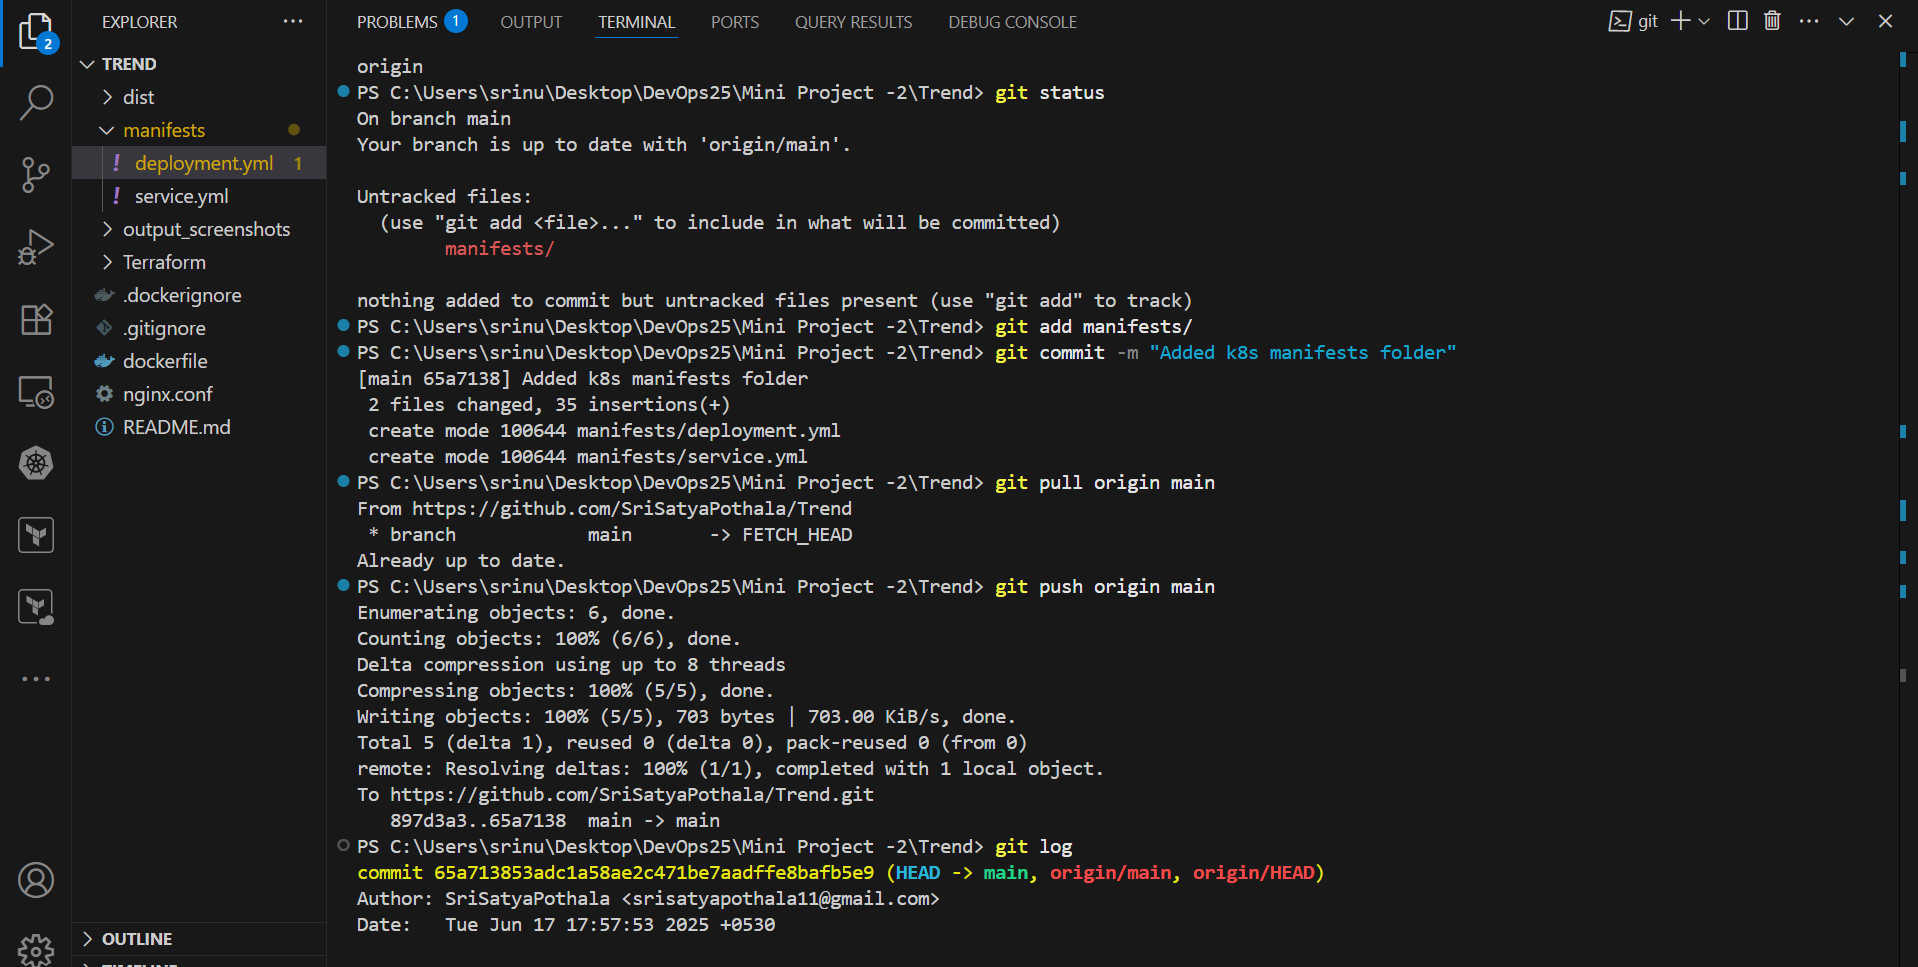 EXPLORER
PROBLEMS 1 OUTPUT TERMINAL PORTS QUERY RESULTS DEBUG CONSOLE
git
2
TREND
dist
manifests
! deployment.yml 1
! service.yml
output_screenshots
Terraform
.dockerignore
.gitignore
dockerfile
nginx.conf
README.md
OUTLINE
TIMELINE
origin
PS C:\Users\srinu\Desktop\DevOps25\Mini Project -2\Trend> git status
On branch main
Your branch is up to date with 'origin/main'.
Untracked files:
(use "git add <file>..." to include in what will be committed)
manifests/
nothing added to commit but untracked files present (use "git add" to track)
PS C:\Users\srinu\Desktop\DevOps25\Mini Project -2\Trend> git add manifests/
PS C:\Users\srinu\Desktop\DevOps25\Mini Project -2\Trend> git commit -m "Added k8s manifests folder"
[main 65a7138] Added k8s manifests folder
2 files changed, 35 insertions(+)
create mode 100644 manifests/deployment.yml
create mode 100644 manifests/service.yml
PS C:\Users\srinu\Desktop\DevOps25\Mini Project -2\Trend> git pull origin main
From https://github.com/SriSatyaPothala/Trend
* branch main -> FETCH_HEAD
Already up to date.
PS C:\Users\srinu\Desktop\DevOps25\Mini Project -2\Trend> git push origin main
Enumerating objects: 6, done.
Counting objects: 100% (6/6), done.
Delta compression using up to 8 threads
Compressing objects: 100% (5/5), done.
Writing objects: 100% (5/5), 703 bytes | 703.00 KiB/s, done.
Total 5 (delta 1), reused 0 (delta 0), pack-reused 0 (from 0)
remote: Resolving deltas: 100% (1/1), completed with 1 local object.
To https://github.com/SriSatyaPothala/Trend.git
897d3a3..65a7138 main -> main
PS C:\Users\srinu\Desktop\DevOps25\Mini Project -2\Trend> git log
commit 65a713853adc1a58ae2c471be7aadffe8bafb5e9 (HEAD -> main, origin/main, origin/HEAD)
Author: SriSatyaPothala <srisatyapothala11@gmail.com>
Date: Tue Jun 17 17:57:53 2025 +0530